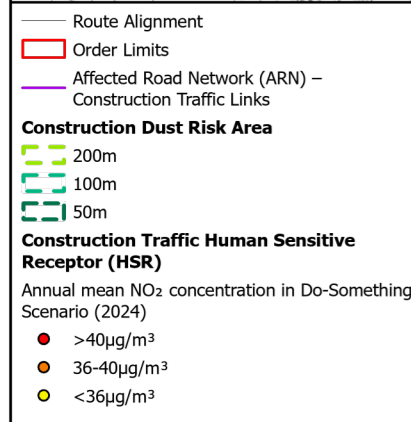 Route Alignment
Order Limits
Affected Road Network (ARN) –
Construction Traffic Links
Construction Dust Risk Area
200m
100m
50m
Construction Traffic Human Sensitive
Receptor (HSR)
Annual mean NO₂ concentration in Do-Something
Scenario (2024)
>40µg/m³
36-40µg/m³
<36µg/m³